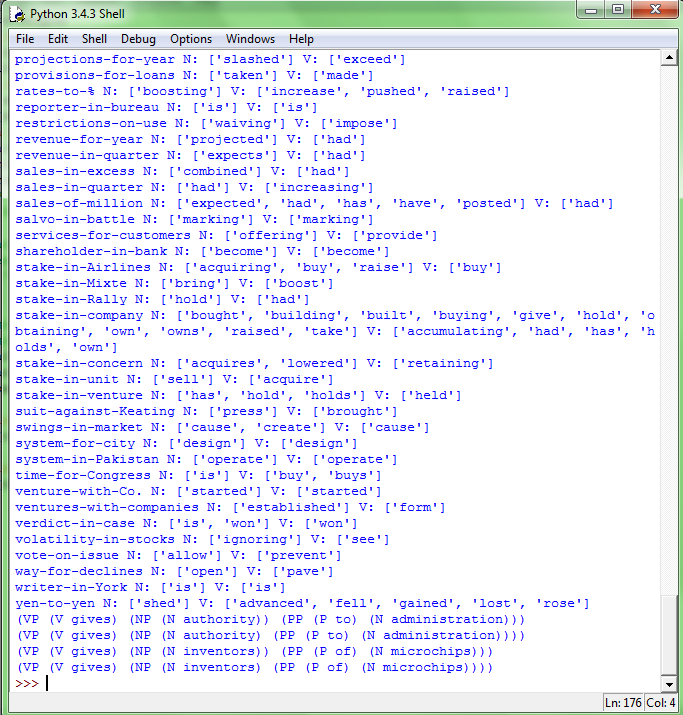 Python 3.4.3 Shell
File Edit Shell Debug Options Windows Help
projections-for-year N: ['slashed'] V: ['exceed']
provisions-for-loans N: ['taken'] V: ['made']
rates-to-% N: ['boosting'] V: ['increase', 'pushed', 'raised']
reporter-in-bureau N: ['is'] V: ['is']
restrictions-on-use N: ['waiving'] V: ['impose']
revenue-for-year N: ['projected'] V: ['had']
revenue-in-quarter N: ['expects'] V: ['had']
sales-in-excess N: ['combined'] V: ['had']
sales-in-quarter N: ['had'] V: ['increasing']
sales-of-million N: ['expected', 'had', 'has', 'have', 'posted'] V: ['had']
salvo-in-battle N: ['marking'] V: ['marking']
services-for-customers N: ['offering'] V: ['provide']
shareholder-in-bank N: ['become'] V: ['become']
stake-in-Airlines N: ['acquiring', 'buy', 'raise'] V: ['buy']
stake-in-Mixte N: ['bring'] V: ['boost']
stake-in-Rally N: ['hold'] V: ['had']
stake-in-company N: ['bought', 'building', 'built', 'buying', 'give', 'hold', 'o
btaining', 'own', 'owns', 'raised', 'take'] V: ['accumulating', 'had', 'has', 'h
olds', 'own']
stake-in-concern N: ['acquires', 'lowered'] V: ['retaining']
stake-in-unit N: ['sell'] V: ['acquire']
stake-in-venture N: ['has', 'hold', 'holds'] V: ['held']
suit-against-Keating N: ['press'] V: ['brought']
swings-in-market N: ['cause', 'create'] V: ['cause']
system-for-city N: ['design'] V: ['design']
system-in-Pakistan N: ['operate'] V: ['operate']
time-for-Congress N: ['is'] V: ['buy', 'buys']
venture-with-Co. N: ['started'] V: ['started']
ventures-with-companies N: ['established'] V: ['form']
verdict-in-case N: ['is', 'won'] V: ['won']
volatility-in-stocks N: ['ignoring'] V: ['see']
vote-on-issue N: ['allow'] V: ['prevent']
way-for-declines N: ['open'] V: ['pave']
writer-in-York N: ['is'] V: ['is']
yen-to-yen N: ['shed'] V: ['advanced', 'fell', 'gained', 'lost', 'rose']
(VP (V gives) (NP (N authority)) (PP (P to) (N administration)))
(VP (V gives) (NP (N authority) (PP (P to) (N administration))))
(VP (V gives) (NP (N inventors)) (PP (P of) (N microchips)))
(VP (V gives) (NP (N inventors) (PP (P of) (N microchips))))
>>>
Ln: 176 Col: 4